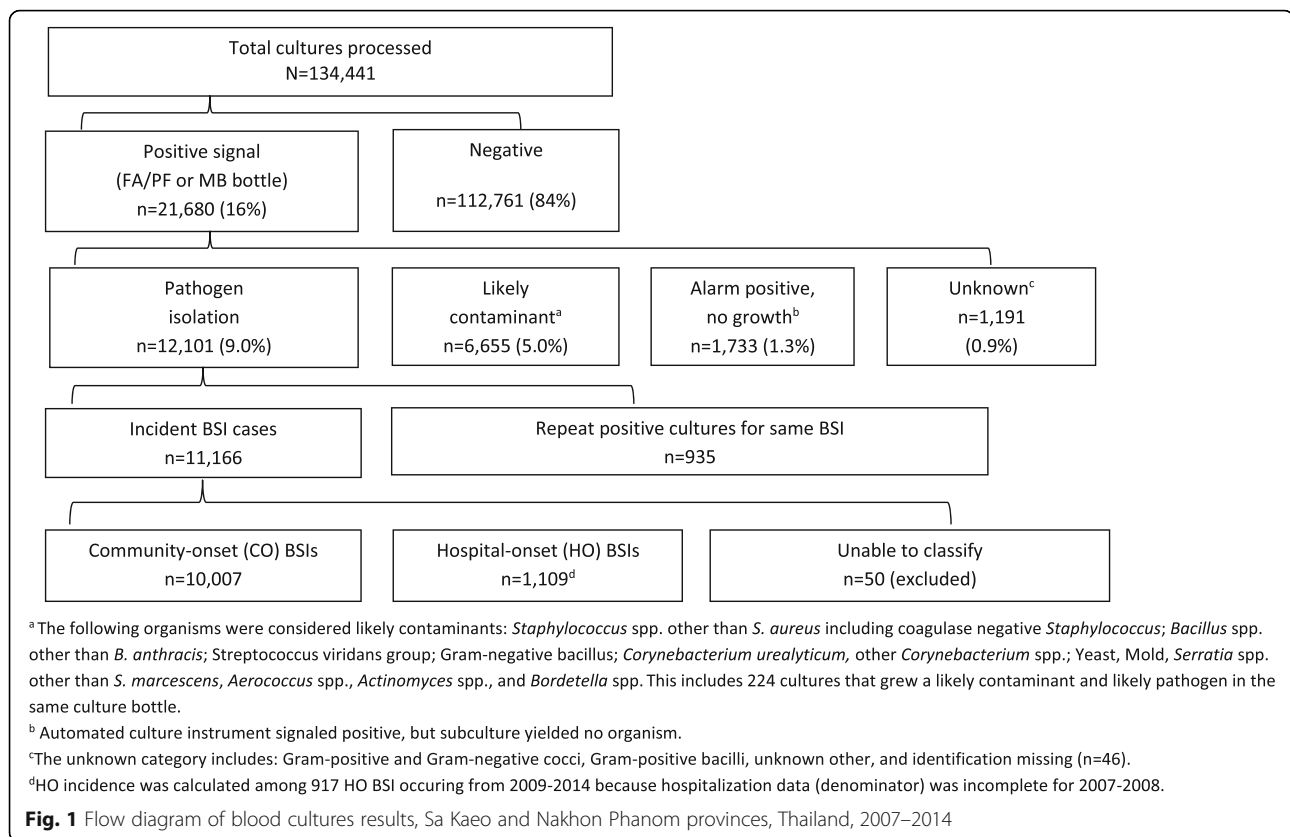 Total cultures processed
N=134,441
Positive signal
(FA/PF or MB bottle)
n=21,680 (16%)
Negative
n=112,761 (84%)
Pathogen
isolation
n=12,101 (9.0%)
Likely
contaminantᵃ
n=6,655 (5.0%)
Alarm positive,
no growthᵇ
n=1,733 (1.3%)
Unknownᶜ
n=1,191
(0.9%)
Incident BSI cases
n=11,166
Repeat positive cultures for same BSI
n=935
Community-onset (CO) BSIs
n=10,007
Hospital-onset (HO) BSIs
n=1,109ᵈ
Unable to classify
n=50 (excluded)
ᵃ The following organisms were considered likely contaminants: Staphylococcus spp. other than S. aureus including coagulase negative Staphylococcus; Bacillus spp.
other than B. anthracis; Streptococcus viridans group; Gram-negative bacillus; Corynebacterium urealyticum, other Corynebacterium spp.; Yeast, Mold, Serratia spp.
other than S. marcescens, Aerococcus spp., Actinomyces spp., and Bordetella spp. This includes 224 cultures that grew a likely contaminant and likely pathogen in the
same culture bottle.
ᵇ Automated culture instrument signaled positive, but subculture yielded no organism.
ᶜThe unknown category includes: Gram-positive and Gram-negative cocci, Gram-positive bacilli, unknown other, and identification missing (n=46).
ᵈHO incidence was calculated among 917 HO BSI occuring from 2009-2014 because hospitalization data (denominator) was incomplete for 2007-2008.
Fig. 1 Flow diagram of blood cultures results, Sa Kaeo and Nakhon Phanom provinces, Thailand, 2007–2014